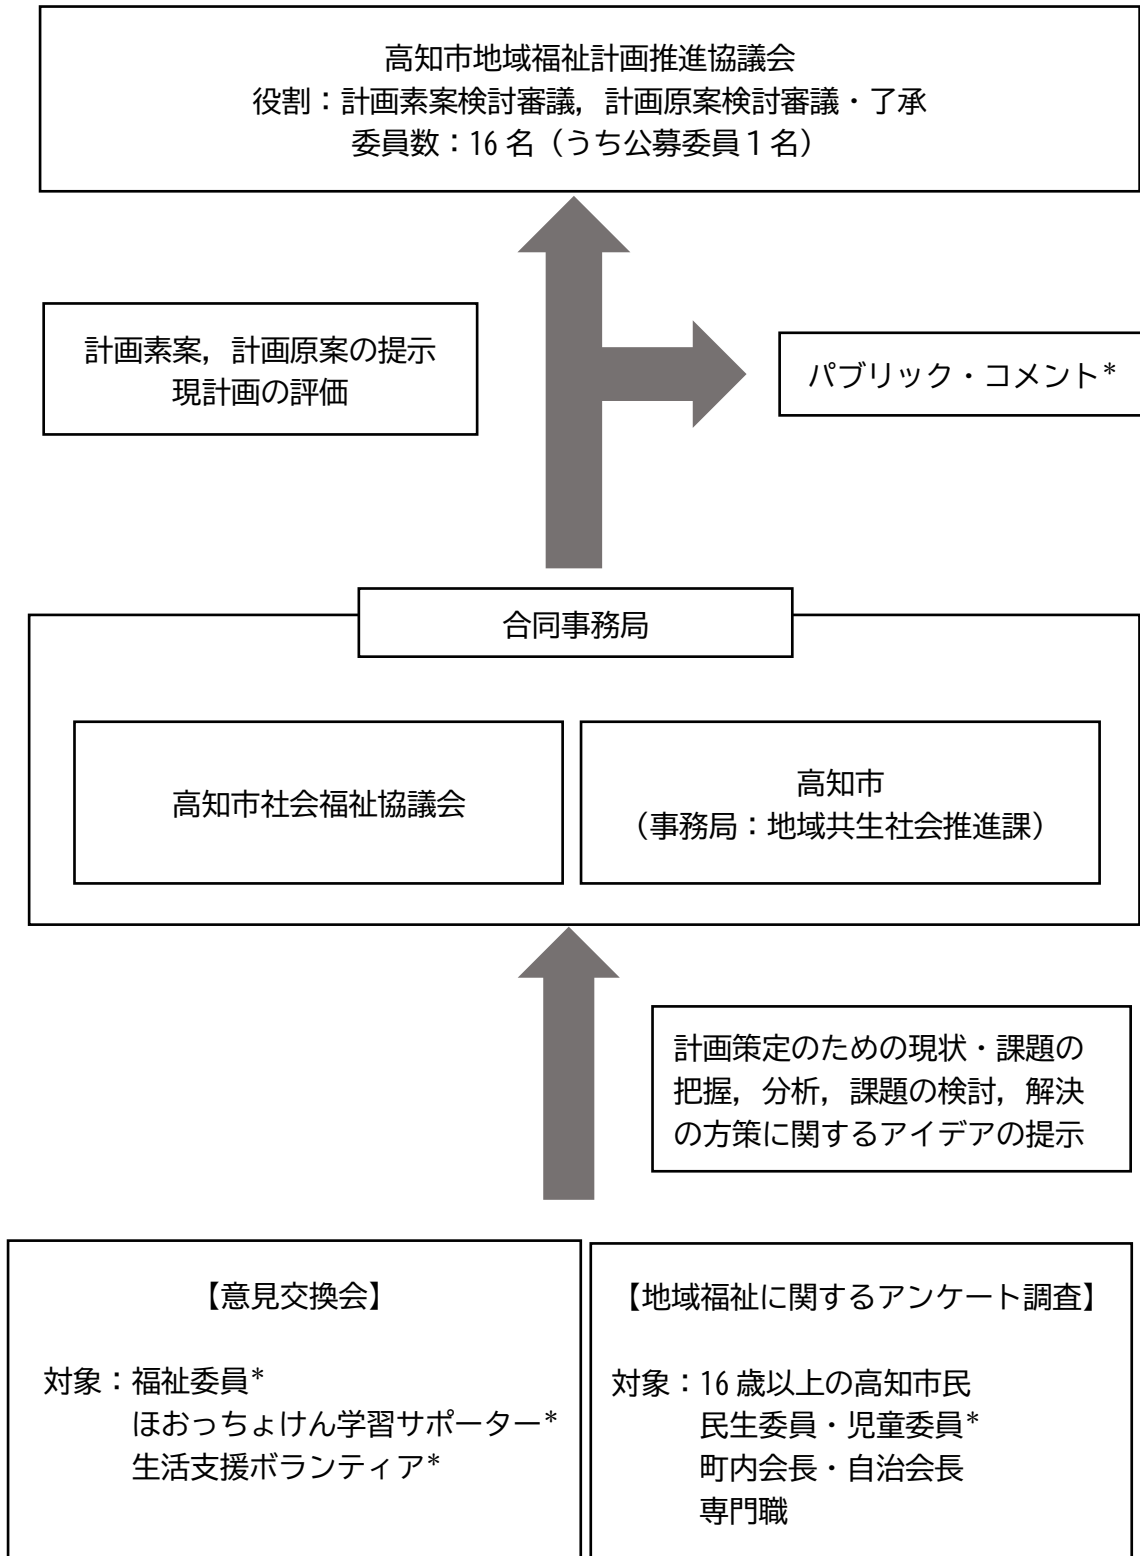 高知市地域福祉計画推進協議会
役割：計画素案検討審議，計画原案検討審議・了承
委員数：16 名（うち公募委員１名）
計画素案，計画原案の提示
現計画の評価
パブリック・コメント*
合同事務局
高知市社会福祉協議会
高知市
（事務局：地域共生社会推進課）
計画策定のための現状・課題の
把握，分析，課題の検討，解決
の方策に関するアイデアの提示
【意見交換会】
対象：福祉委員*
ほおっちょけん学習サポーター*
生活支援ボランティア*
【地域福祉に関するアンケート調査】
対象：16 歳以上の高知市民
民生委員・児童委員*
町内会長・自治会長
専門職